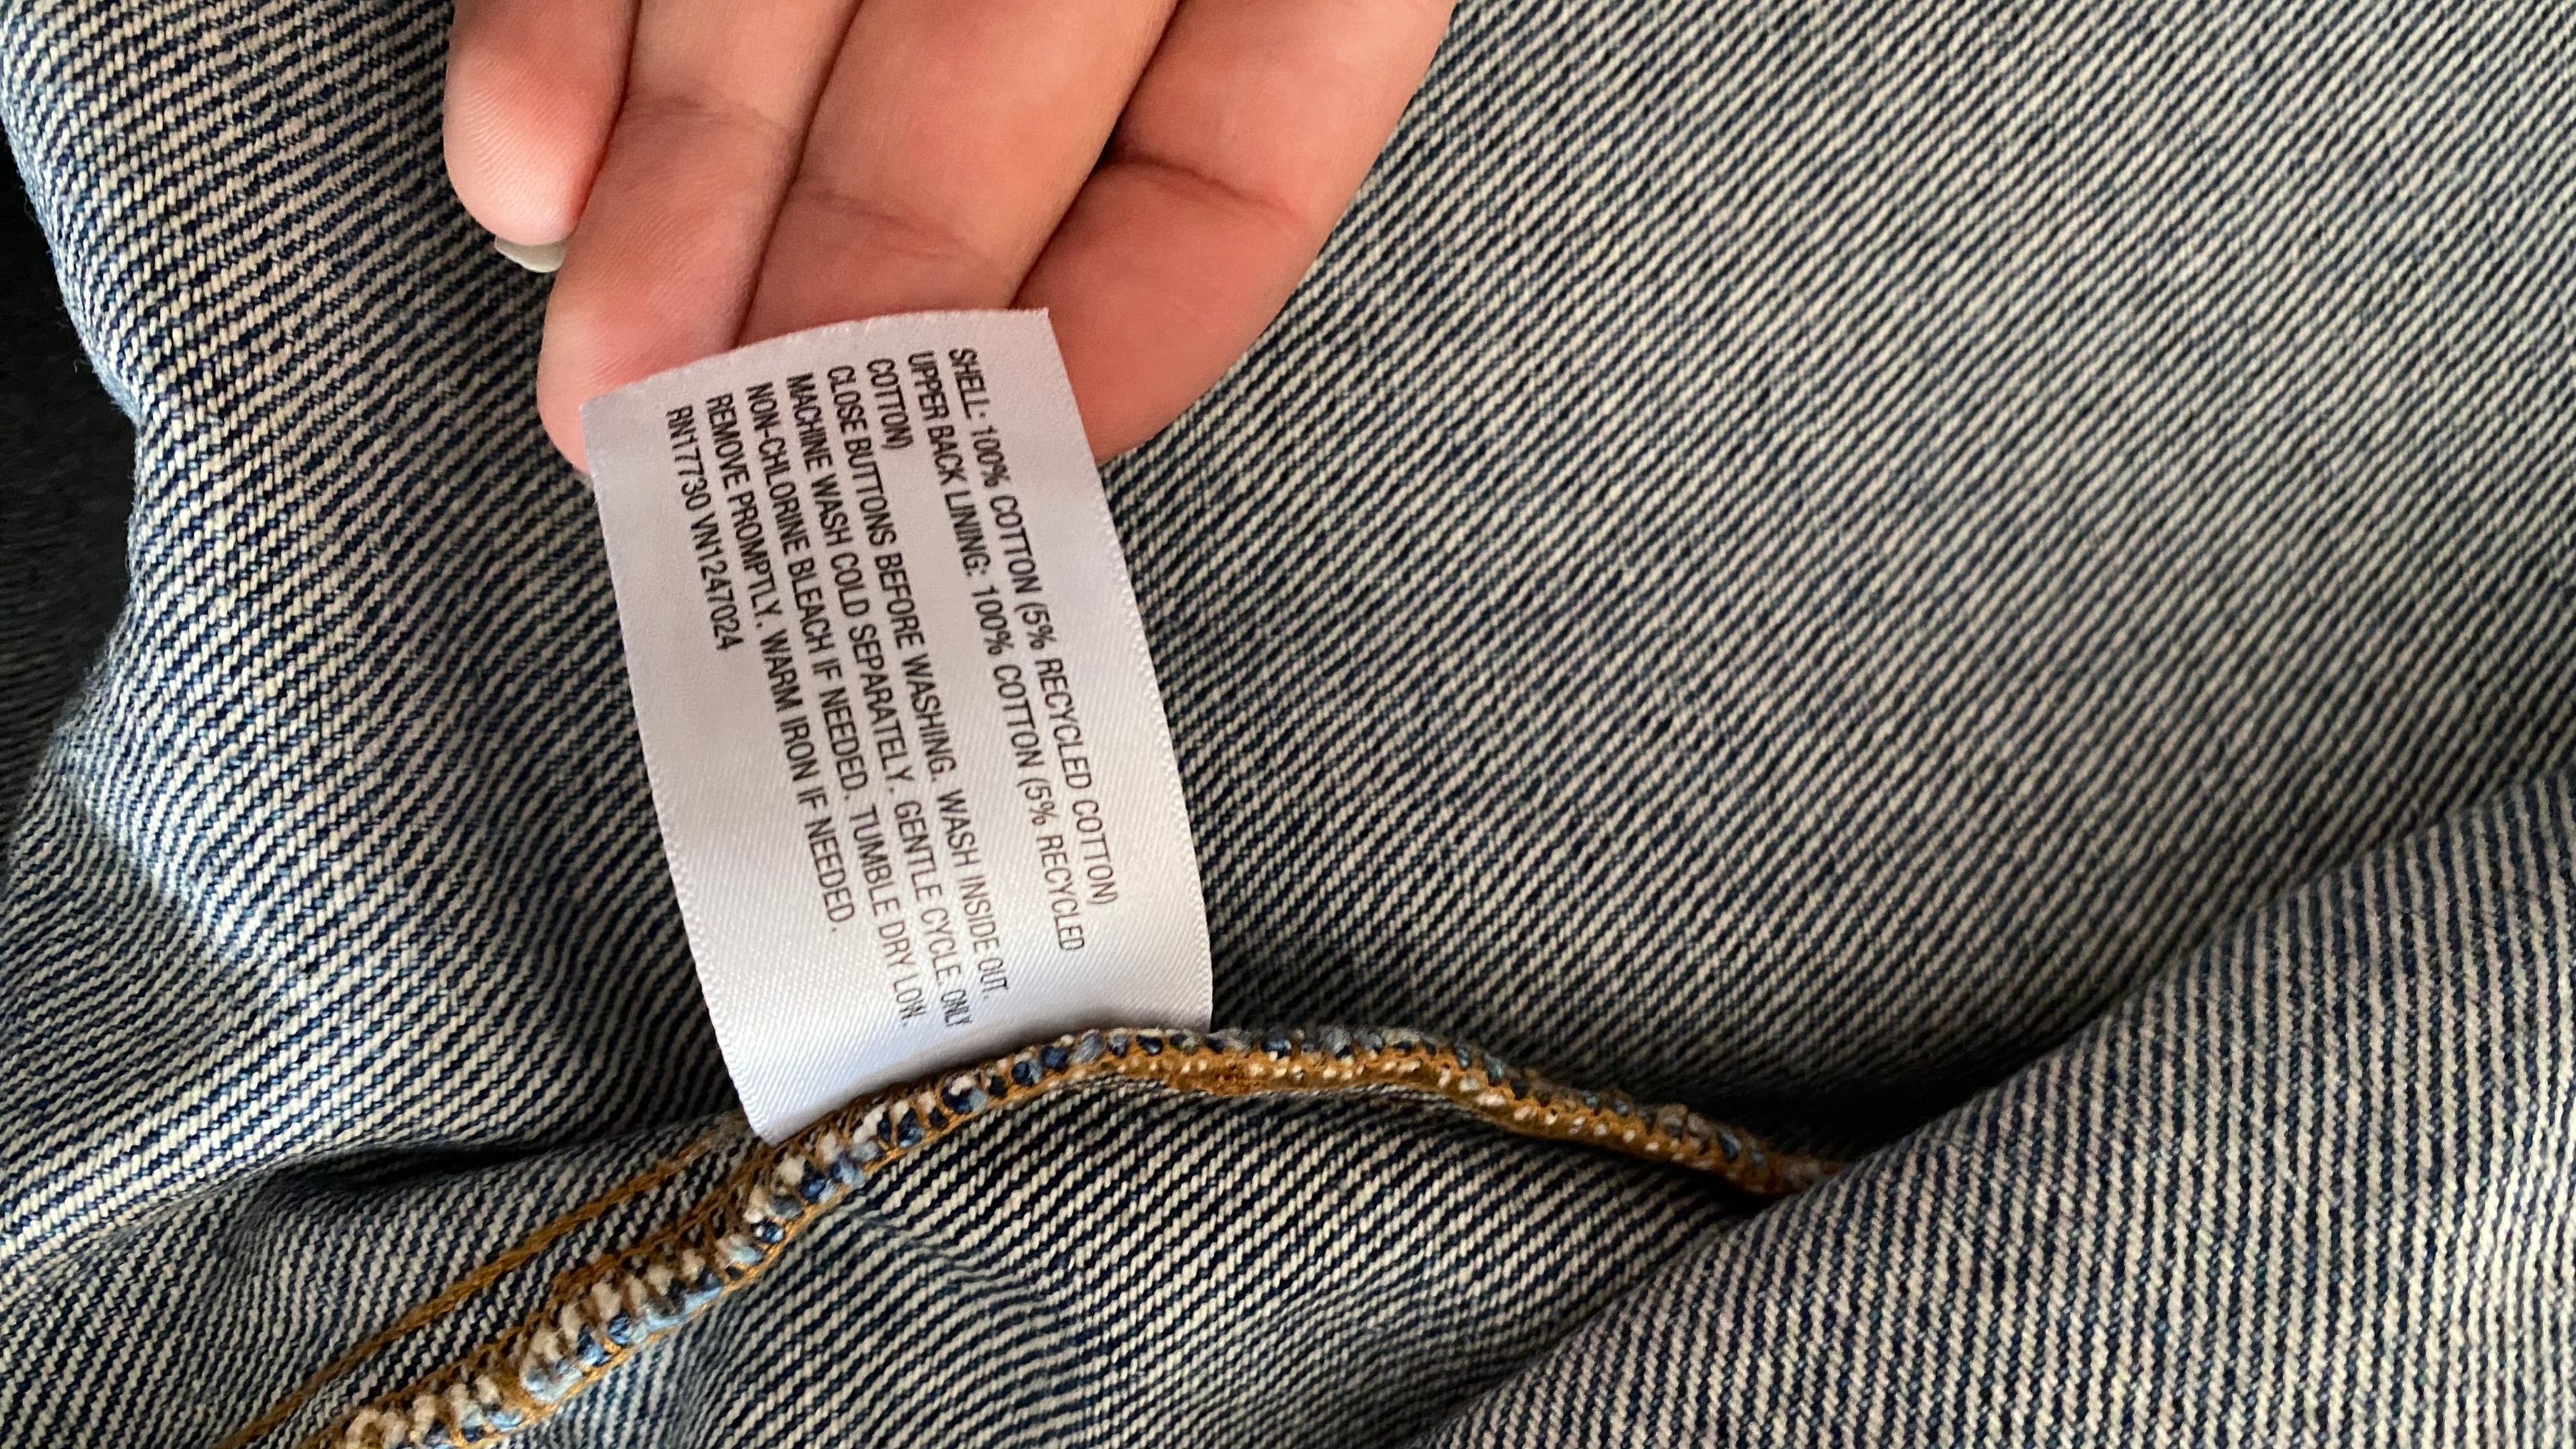 SHELL: 100% COTTON (5% RECYCLED COTTON)
UPPER BACK LINING: 100% COTTON (5% RECYCLED
COTTON)
CLOSE BUTTONS BEFORE WASHING. WASH INSIDE OUT.
MACHINE WASH COLD SEPARATELY. GENTLE CYCLE. ONLY
NON-CHLORINE BLEACH IF NEEDED. TUMBLE DRY LOW.
REMOVE PROMPTLY. WARM IRON IF NEEDED.
RN17730 VN1247024